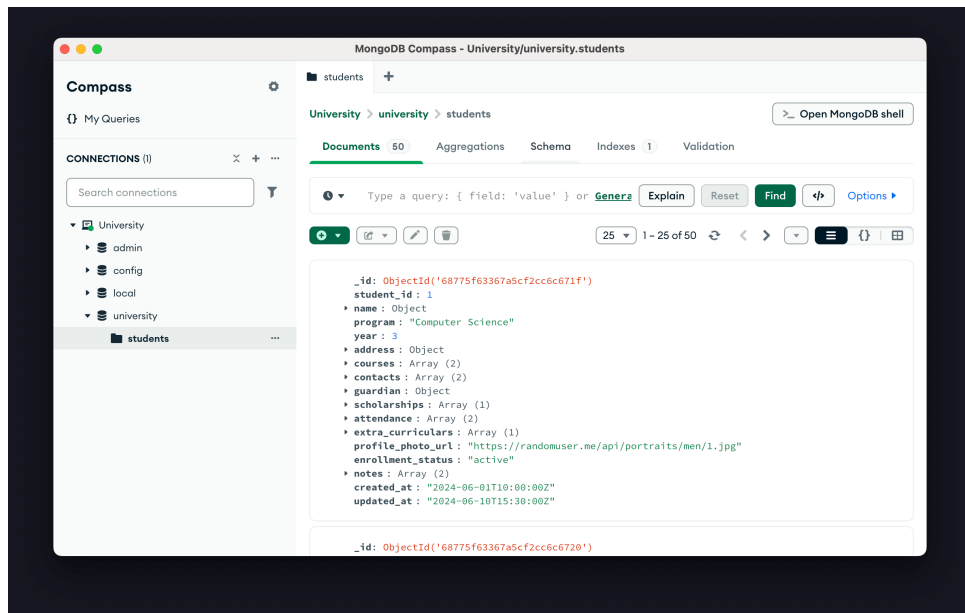 MongoDB Compass - University/university.students
Compass
{} My Queries
CONNECTIONS (1)
Search connections
University
admin
config
local
university
students
students
University > university > students
>_ Open MongoDB shell
Documents 50 Aggregations Schema Indexes 1 Validation
Type a query: { field: 'value' } or Genera Explain Reset Find </> Options
25 1 – 25 of 50 {}
_id: ObjectId('68775f63367a5cf2cc6c671f')
student_id : 1
name : Object
program : "Computer Science"
year : 3
address : Object
courses : Array (2)
contacts : Array (2)
guardian : Object
scholarships : Array (1)
attendance : Array (2)
extra_curriculars : Array (1)
profile_photo_url : "https://randomuser.me/api/portraits/men/1.jpg"
enrollment_status : "active"
notes : Array (2)
created_at : "2024-06-01T10:00:00Z"
updated_at : "2024-06-10T15:30:00Z"
_id: ObjectId('68775f63367a5cf2cc6c6720')